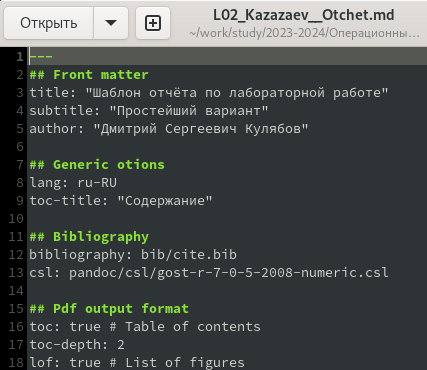 Открыть
L02_Kazazaev__Otchet.md
~/work/study/2023-2024/Операционны…
1 ---
2 ## Front matter
3 title: "Шаблон отчёта по лабораторной работе"
4 subtitle: "Простейший вариант"
5 author: "Дмитрий Сергеевич Кулябов"
6
7 ## Generic otions
8 lang: ru-RU
9 toc-title: "Содержание"
10
11 ## Bibliography
12 bibliography: bib/cite.bib
13 csl: pandoc/csl/gost-r-7-0-5-2008-numeric.csl
14
15 ## Pdf output format
16 toc: true # Table of contents
17 toc-depth: 2
18 lof: true # List of figures